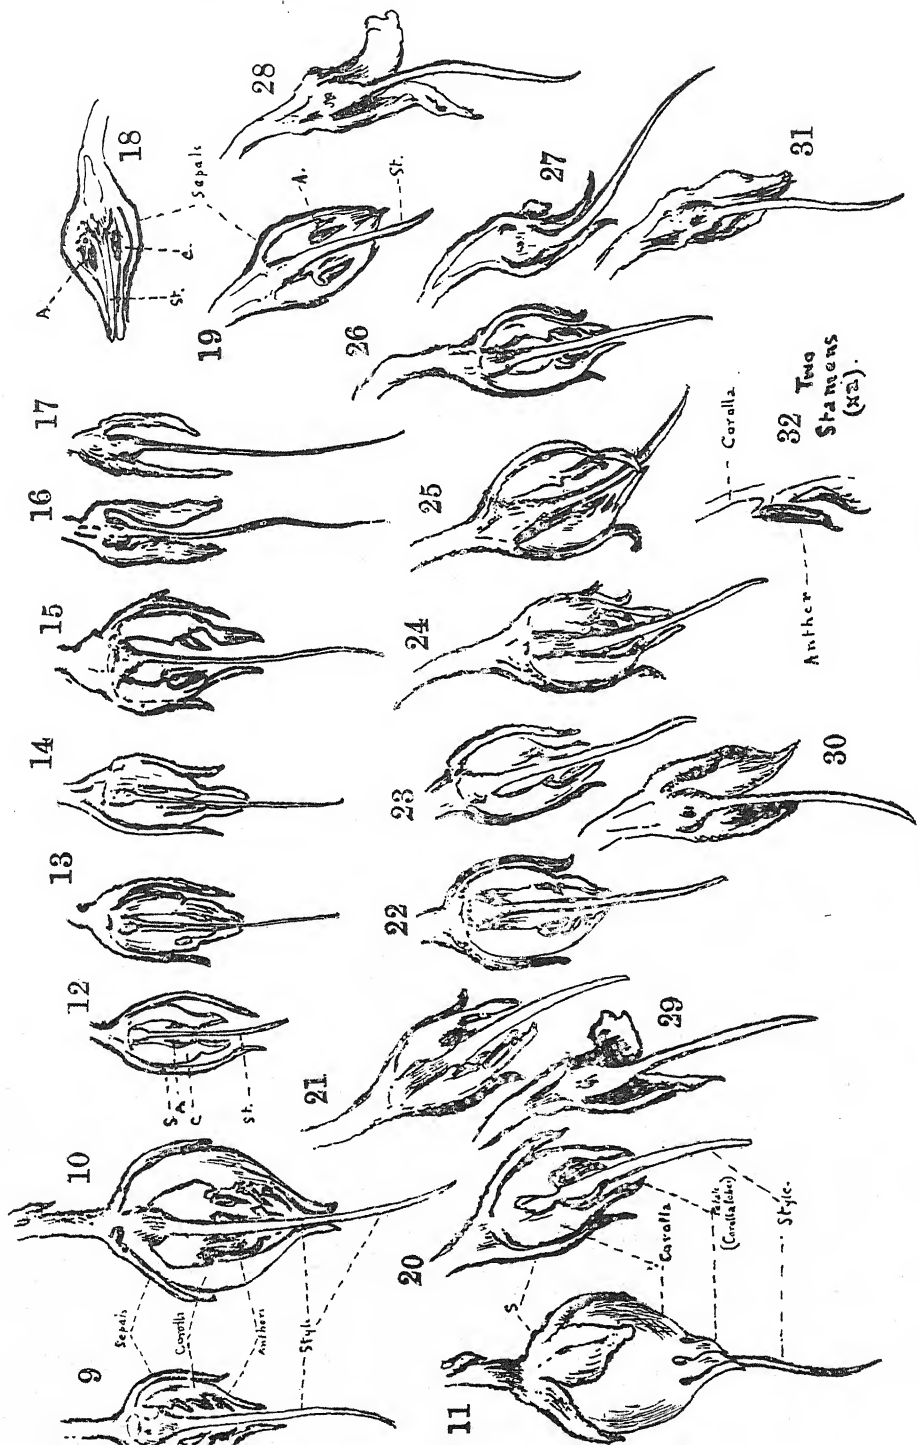 28
18
Sepals
A.
St.
27
31
A.
C.
St.
19
26
17
16
15
14
13
12
S
A
C
St.
25
24
23
22
21
Corolla
32 Two
Stamens
(x2).
Anther
30
29
10
9
Sepals
Corolla
Anthers
Style
20
11
S
Corolla
Petals
(Corolla lobes)
Style.